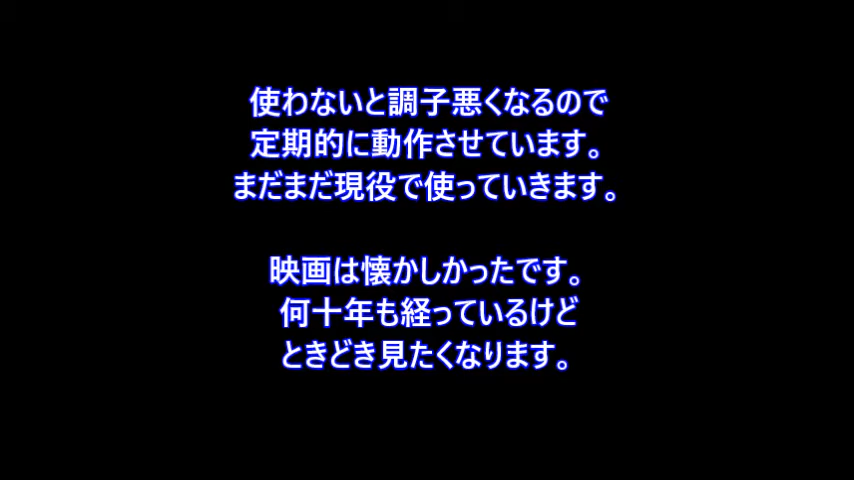 使わないと調子悪くなるので
定期的に動作させています。
まだまだ現役で使っていきます。
映画は懐かしかったです。
何十年も経っているけど
ときどき見たくなります。